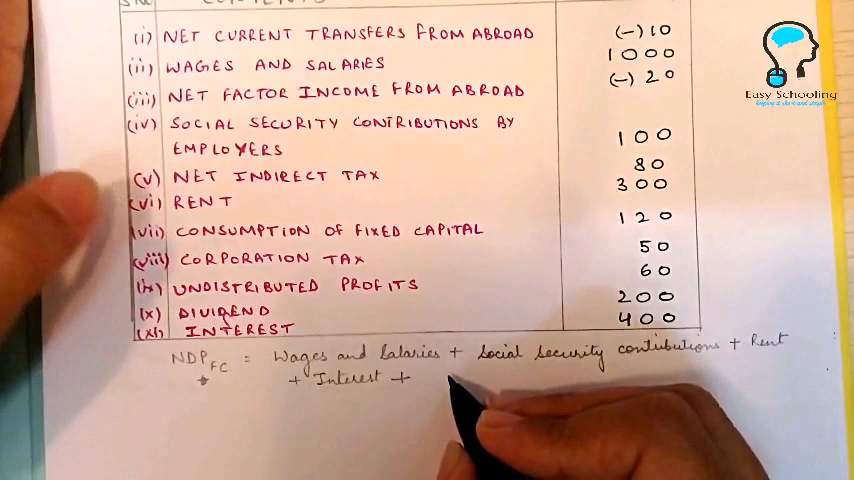 (i) NET CURRENT TRANSFERS FROM ABROAD (-) 10
(ii) WAGES AND SALARIES 1000
(iii) NET FACTOR INCOME FROM ABROAD (-) 20
(iv) SOCIAL SECURITY CONTRIBUTIONS BY
EMPLOYERS 100
(v) NET INDIRECT TAX 80
(vi) RENT 300
(vii) CONSUMPTION OF FIXED CAPITAL 120
(viii) CORPORATION TAX 50
(ix) UNDISTRIBUTED PROFITS 60
(x) DIVIDEND 200
(xi) INTEREST 400
NDP FC = Wages and Salaries + Social Security contributions + Rent
+ Interest +
Easy Schooling